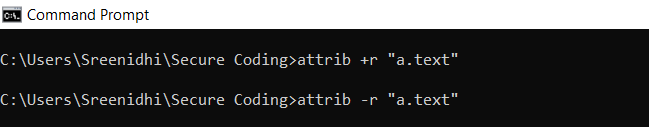 Command Prompt
C:\Users\Sreenidhi\Secure Coding>attrib +r "a.text"
C:\Users\Sreenidhi\Secure Coding>attrib -r "a.text"